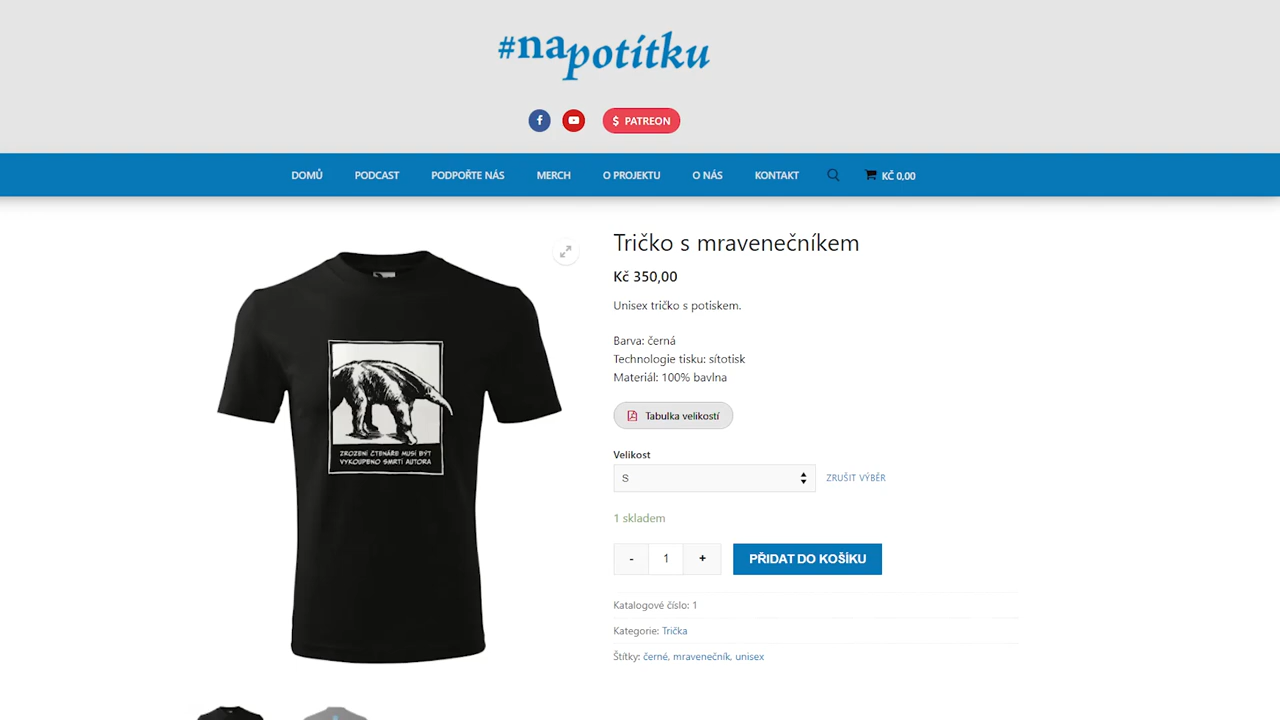 #napotítku
$ PATREON
DOMŮ PODCAST PODPOŘTE NÁS MERCH O PROJEKTU O NÁS KONTAKT KČ 0,00
Tričko s mravenečníkem
Kč 350,00
Unisex tričko s potiskem.
Barva: černá
Technologie tisku: sítotisk
Materiál: 100% bavlna
Tabulka velikostí
Velikost
S ZRUŠIT VÝBĚR
1 skladem
- 1 + PŘIDAT DO KOŠÍKU
Katalogové číslo: 1
Kategorie: Trička
Štítky: černé, mravenečník, unisex
ZROZENÍ ČTENÁŘE MUSÍ BÝT
VYKOUPENO SMRTÍ AUTORA